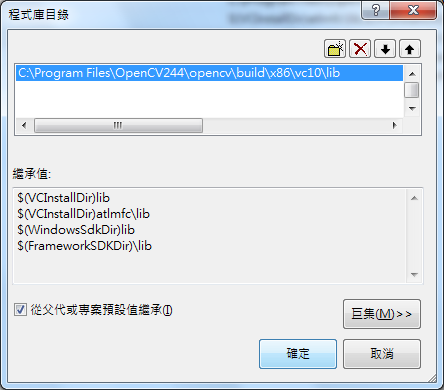 程式庫目錄
C:\Program Files\OpenCV244\opencv\build\x86\vc10\lib
繼承值:
$(VCInstallDir)lib
$(VCInstallDir)atlmfc\lib
$(WindowsSdkDir)lib
$(FrameworkSDKDir)\lib
從父代或專案預設值繼承(I)
巨集(M)>>
確定
取消